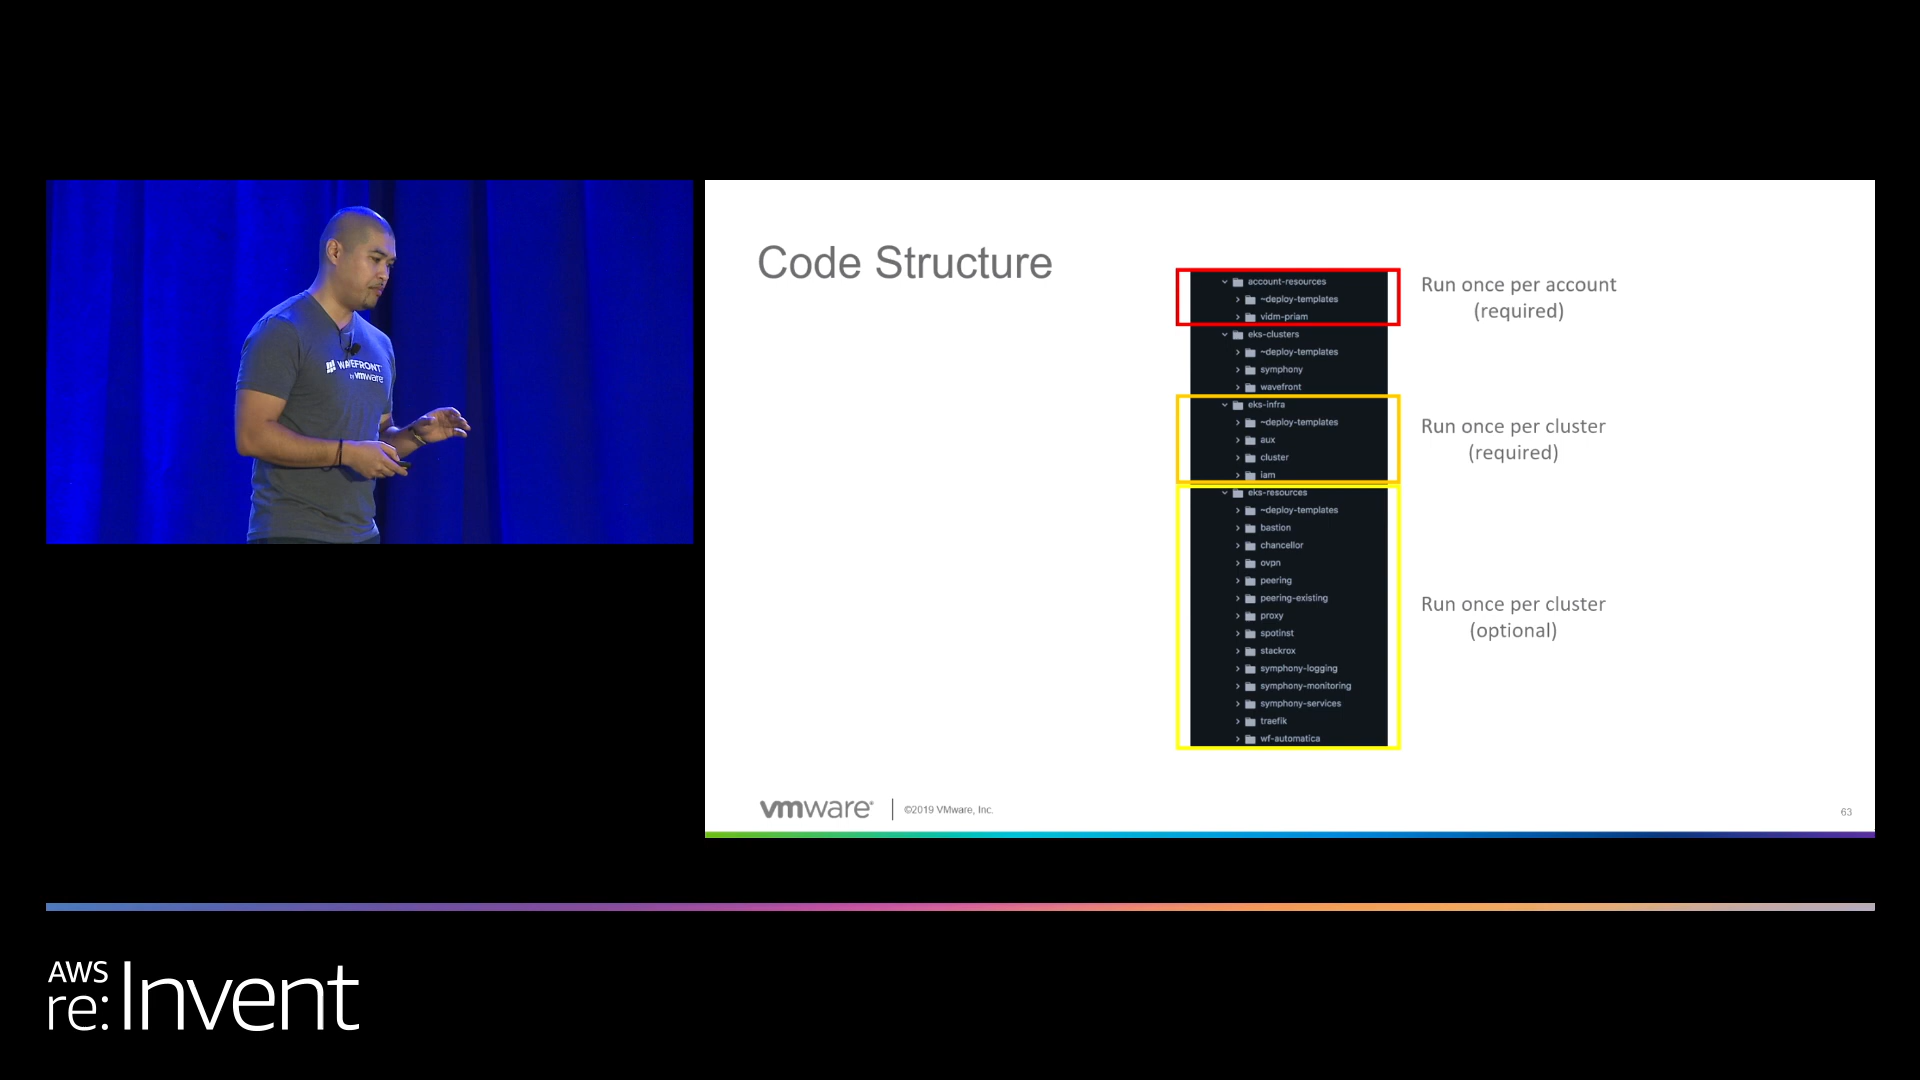 WAVEFRONT
by vmware
Code Structure
account-resources
~deploy-templates
vidm-priam
eks-clusters
~deploy-templates
symphony
wavefront
eks-infra
~deploy-templates
aux
cluster
iam
eks-resources
~deploy-templates
bastion
chancellor
ovpn
peering
peering-existing
proxy
spotinst
stackrox
symphony-logging
symphony-monitoring
symphony-services
traefik
wf-automatica
Run once per account
(required)
Run once per cluster
(required)
Run once per cluster
(optional)
vmware®
©2019 VMware, Inc.
63
AWS
re:Invent